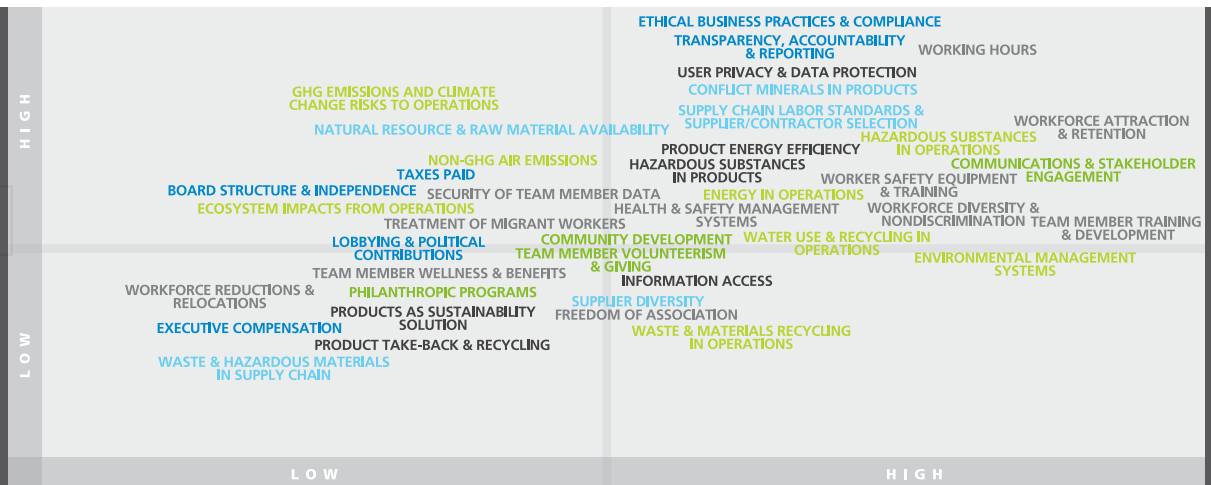 ETHICAL BUSINESS PRACTICES & COMPLIANCE
TRANSPARENCY, ACCOUNTABILITY
& REPORTING
WORKING HOURS
USER PRIVACY & DATA PROTECTION
CONFLICT MINERALS IN PRODUCTS
GHG EMISSIONS AND CLIMATE
CHANGE RISKS TO OPERATIONS
SUPPLY CHAIN LABOR STANDARDS &
SUPPLIER/CONTRACTOR SELECTION
WORKFORCE ATTRACTION
& RETENTION
NATURAL RESOURCE & RAW MATERIAL AVAILABILITY
HAZARDOUS SUBSTANCES
IN OPERATIONS
PRODUCT ENERGY EFFICIENCY
NON-GHG AIR EMISSIONS
HAZARDOUS SUBSTANCES
IN PRODUCTS
COMMUNICATIONS & STAKEHOLDER
ENGAGEMENT
TAXES PAID
WORKER SAFETY EQUIPMENT
& TRAINING
BOARD STRUCTURE & INDEPENDENCE
SECURITY OF TEAM MEMBER DATA
ENERGY IN OPERATIONS
ECOSYSTEM IMPACTS FROM OPERATIONS
HEALTH & SAFETY MANAGEMENT
SYSTEMS
WORKFORCE DIVERSITY &
NONDISCRIMINATION
TEAM MEMBER TRAINING
& DEVELOPMENT
TREATMENT OF MIGRANT WORKERS
LOBBYING & POLITICAL
CONTRIBUTIONS
COMMUNITY DEVELOPMENT
WATER USE & RECYCLING IN
OPERATIONS
TEAM MEMBER VOLUNTEERISM
& GIVING
ENVIRONMENTAL MANAGEMENT
SYSTEMS
TEAM MEMBER WELLNESS & BENEFITS
INFORMATION ACCESS
WORKFORCE REDUCTIONS &
RELOCATIONS
PHILANTHROPIC PROGRAMS
SUPPLIER DIVERSITY
PRODUCTS AS SUSTAINABILITY
SOLUTION
FREEDOM OF ASSOCIATION
EXECUTIVE COMPENSATION
WASTE & MATERIALS RECYCLING
IN OPERATIONS
PRODUCT TAKE-BACK & RECYCLING
WASTE & HAZARDOUS MATERIALS
IN SUPPLY CHAIN
HIGH
LOW
LOW
HIGH